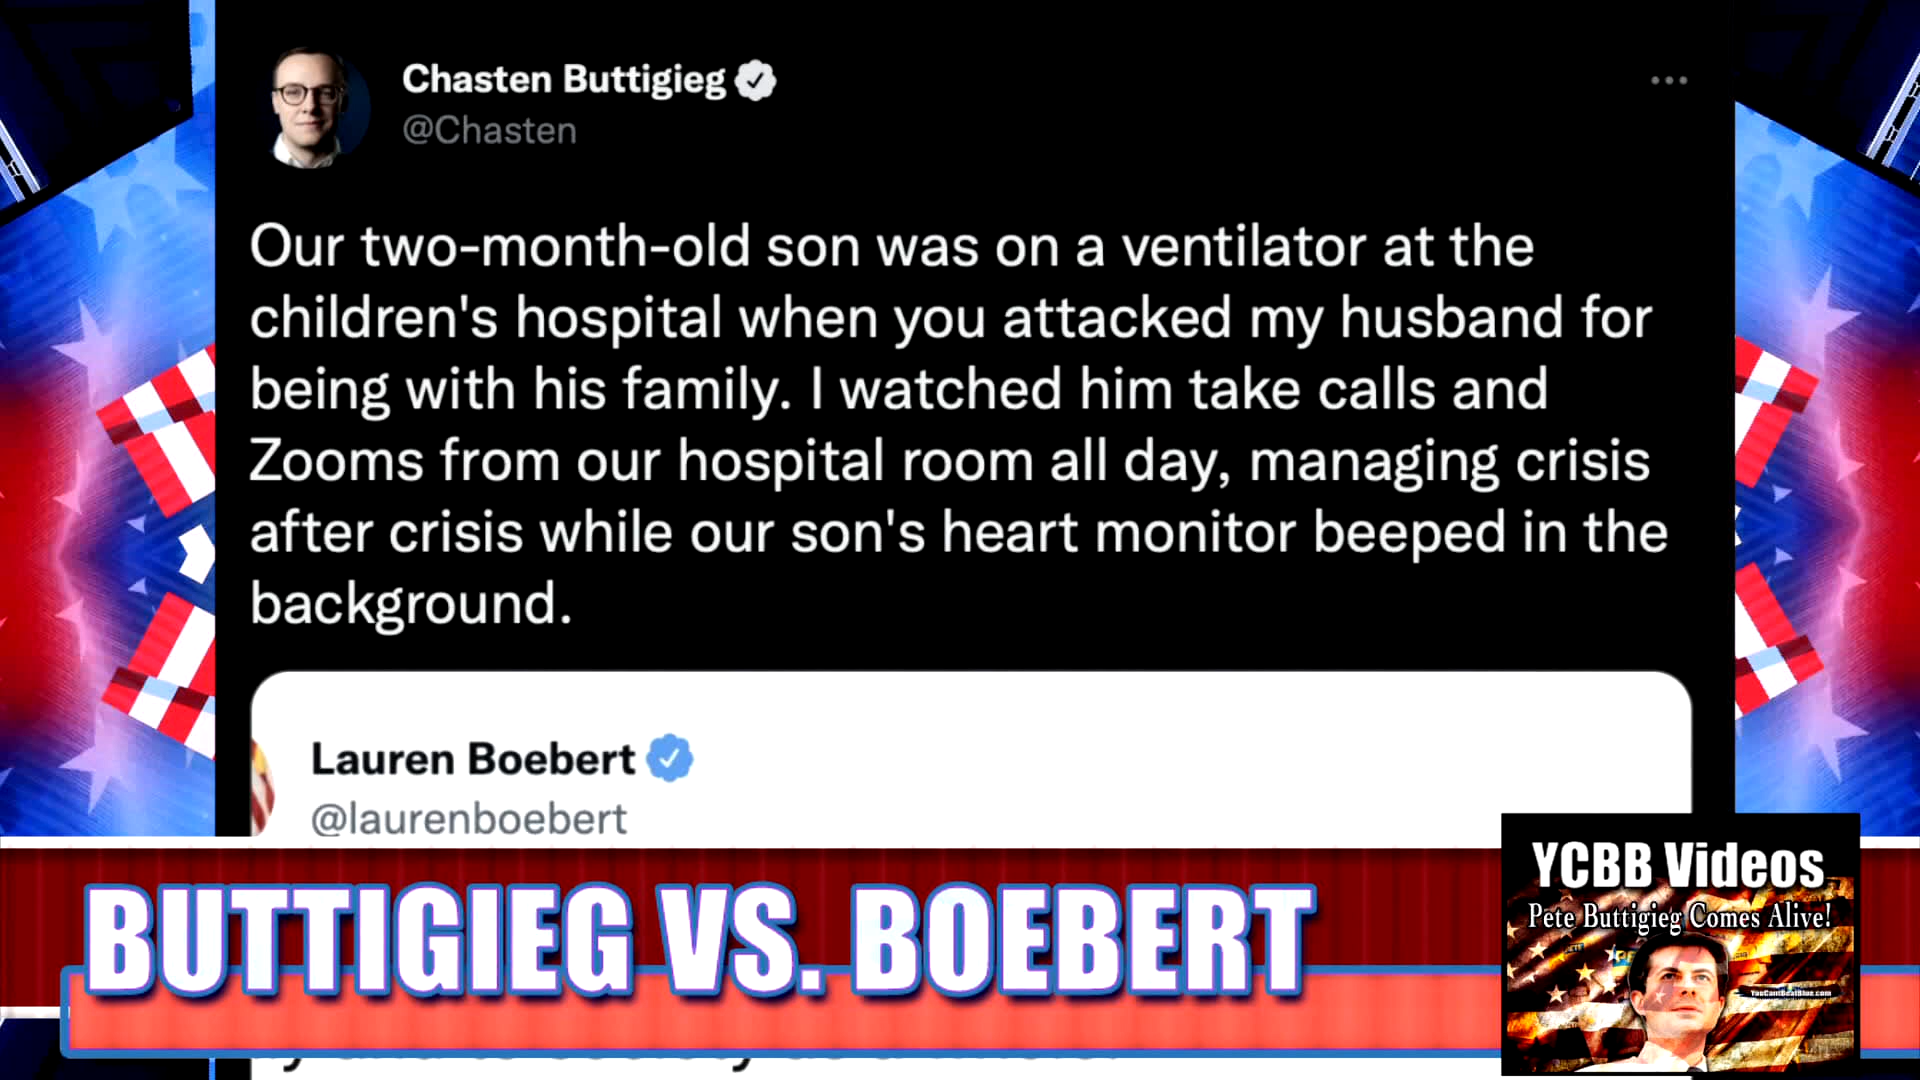 Chasten Buttigieg
@Chasten
Our two-month-old son was on a ventilator at the
children's hospital when you attacked my husband for
being with his family. I watched him take calls and
Zooms from our hospital room all day, managing crisis
after crisis while our son's heart monitor beeped in the
background.
Lauren Boebert
@laurenboebert
BUTTIGIEG VS. BOEBERT
YCBB Videos
Pete Buttigieg Comes Alive!
YouCantBeatBlue.com